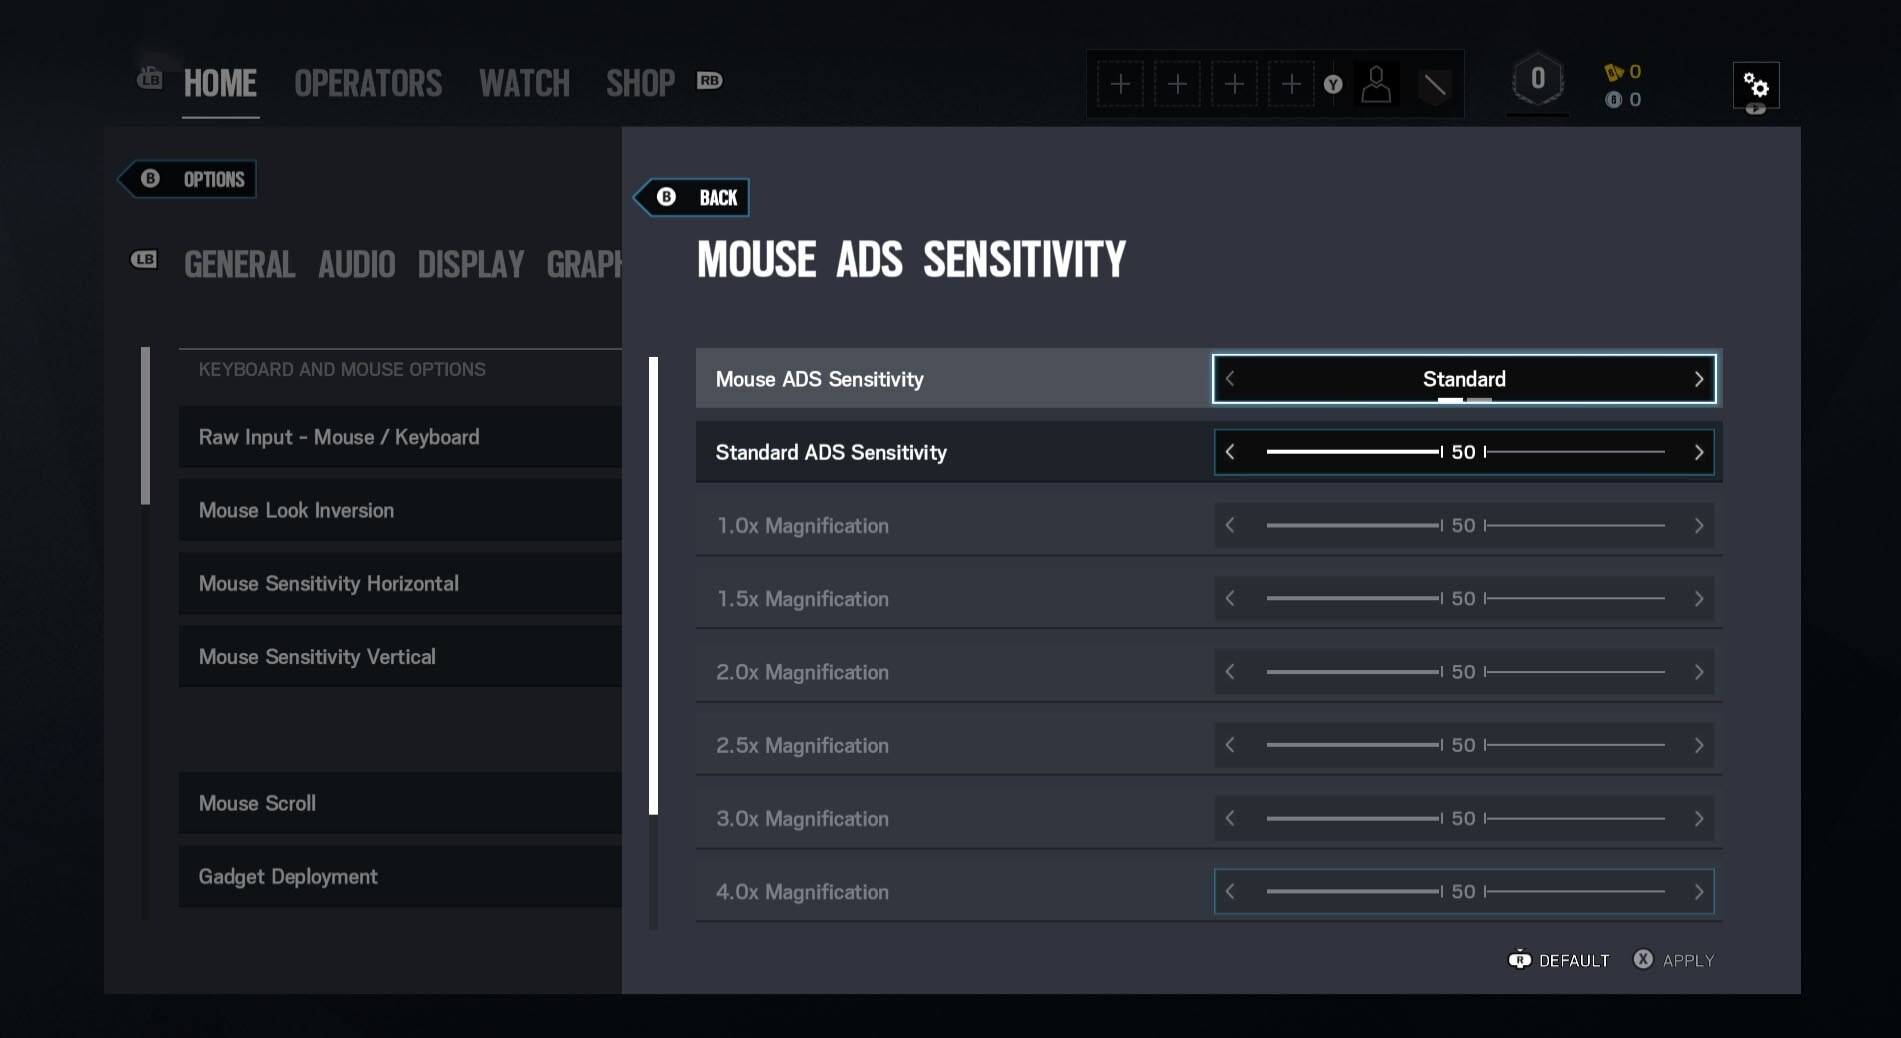 LB HOME OPERATORS WATCH SHOP RB Y 0 0
0
B OPTIONS
B BACK
LB GENERAL AUDIO DISPLAY GRAPH
MOUSE ADS SENSITIVITY
KEYBOARD AND MOUSE OPTIONS
Raw Input - Mouse / Keyboard
Mouse Look Inversion
Mouse Sensitivity Horizontal
Mouse Sensitivity Vertical
Mouse Scroll
Gadget Deployment
Mouse ADS Sensitivity Standard
Standard ADS Sensitivity 50
1.0x Magnification 50
1.5x Magnification 50
2.0x Magnification 50
2.5x Magnification 50
3.0x Magnification 50
4.0x Magnification 50
R DEFAULT X APPLY